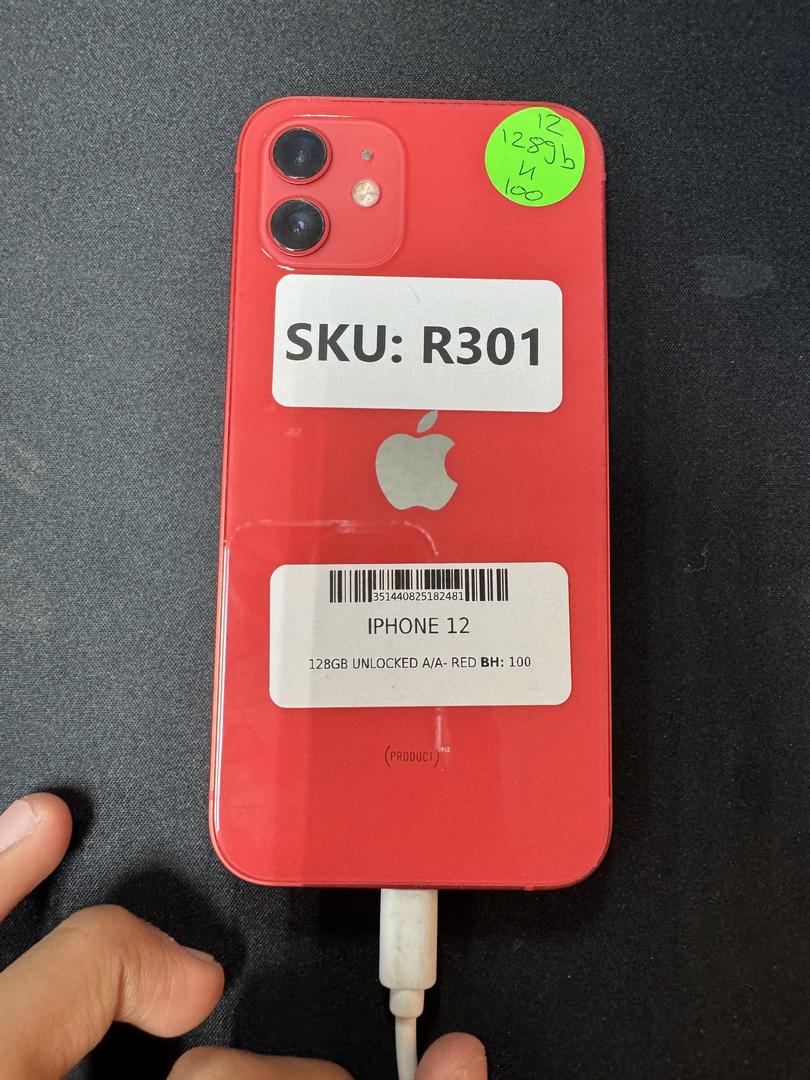 12
128gb
u
100
SKU: R301
351440825182481
IPHONE 12
128GB UNLOCKED A/A- RED BH: 100
(PRODUCT)RED